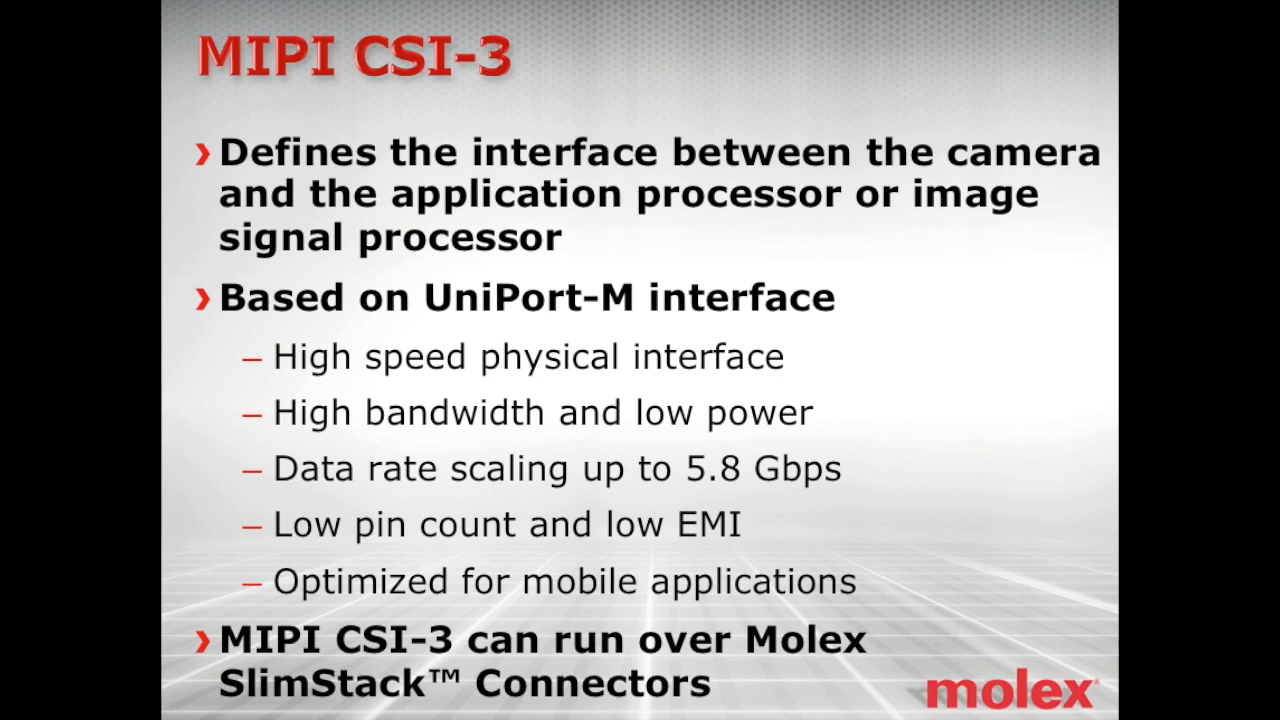 MIPI CSI-3
› Defines the interface between the camera
and the application processor or image
signal processor
› Based on UniPort-M interface
– High speed physical interface
– High bandwidth and low power
– Data rate scaling up to 5.8 Gbps
– Low pin count and low EMI
– Optimized for mobile applications
› MIPI CSI-3 can run over Molex
SlimStack™ Connectors
molex®